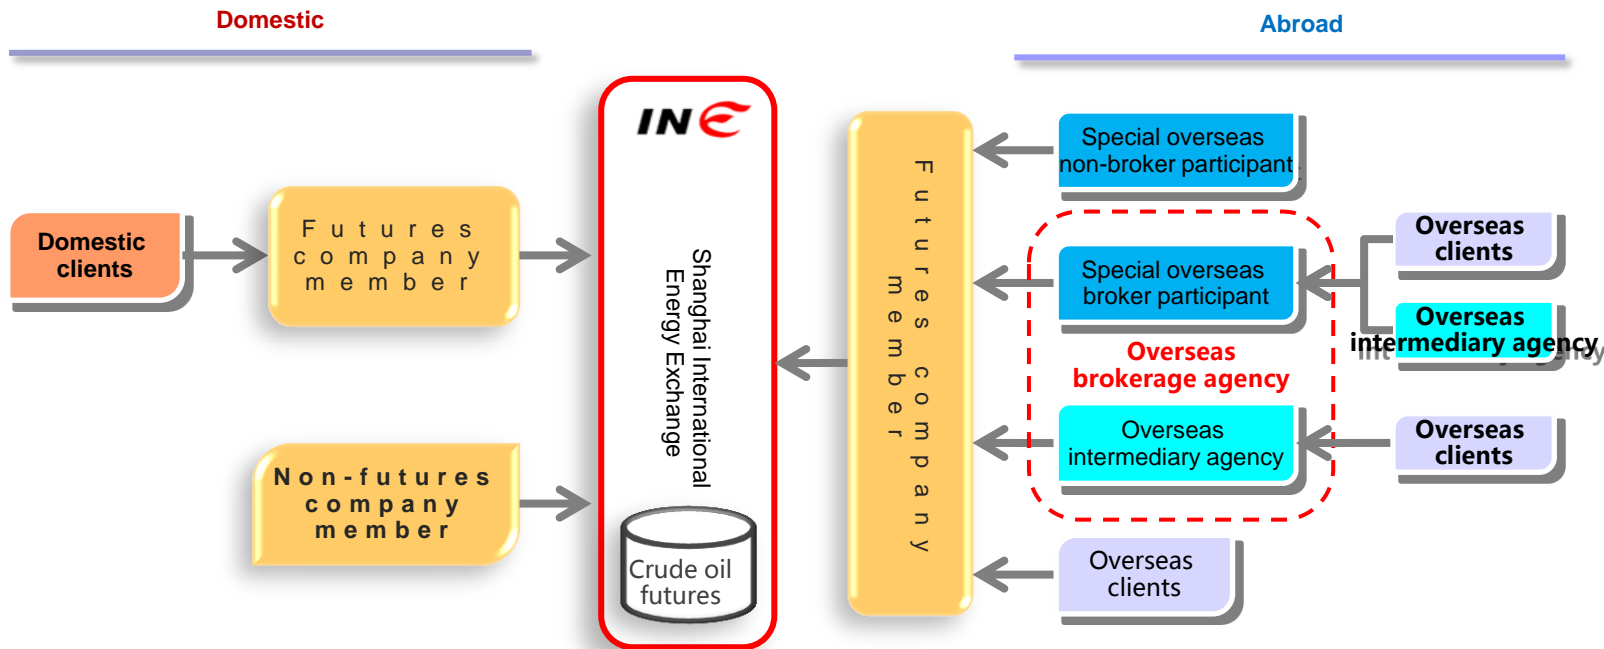 Domestic
Abroad
Domestic
clients
Futures
company
member
Non-futures
company
member
INE
Shanghai International
Energy Exchange
Crude oil
futures
Futures company
member
Special overseas
non-broker participant
Special overseas
broker participant
Overseas
brokerage agency
Overseas
intermediary agency
Overseas
clients
Overseas
clients
Overseas
intermediary agency
Overseas
clients